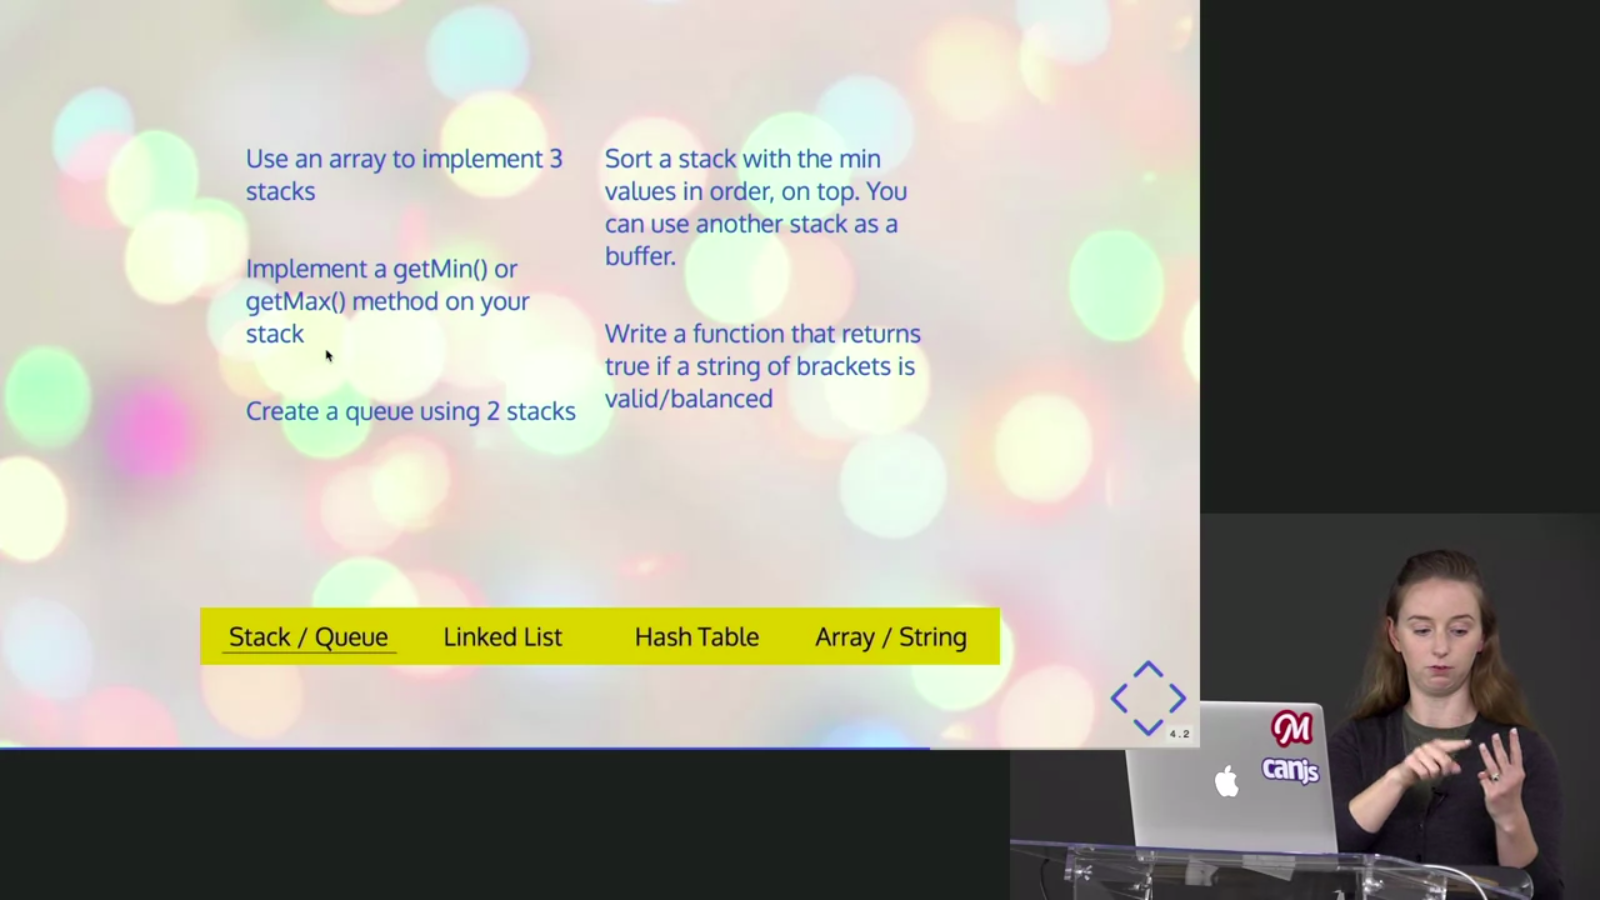 Use an array to implement 3
stacks
Implement a getMin() or
getMax() method on your
stack
Create a queue using 2 stacks
Sort a stack with the min
values in order, on top. You
can use another stack as a
buffer.
Write a function that returns
true if a string of brackets is
valid/balanced
Stack / Queue
Linked List
Hash Table
Array / String
4.2
M
canjs